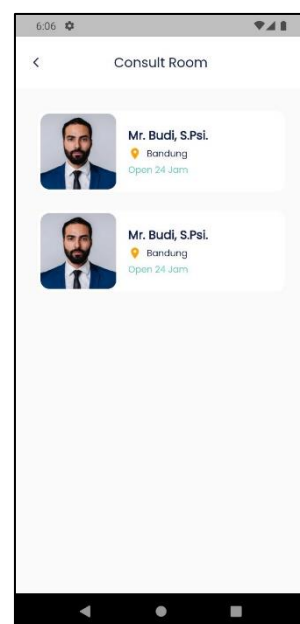 6:06
Consult Room
Mr. Budi, S.Psi.
Bandung
Open 24 Jam
Mr. Budi, S.Psi.
Bandung
Open 24 Jam